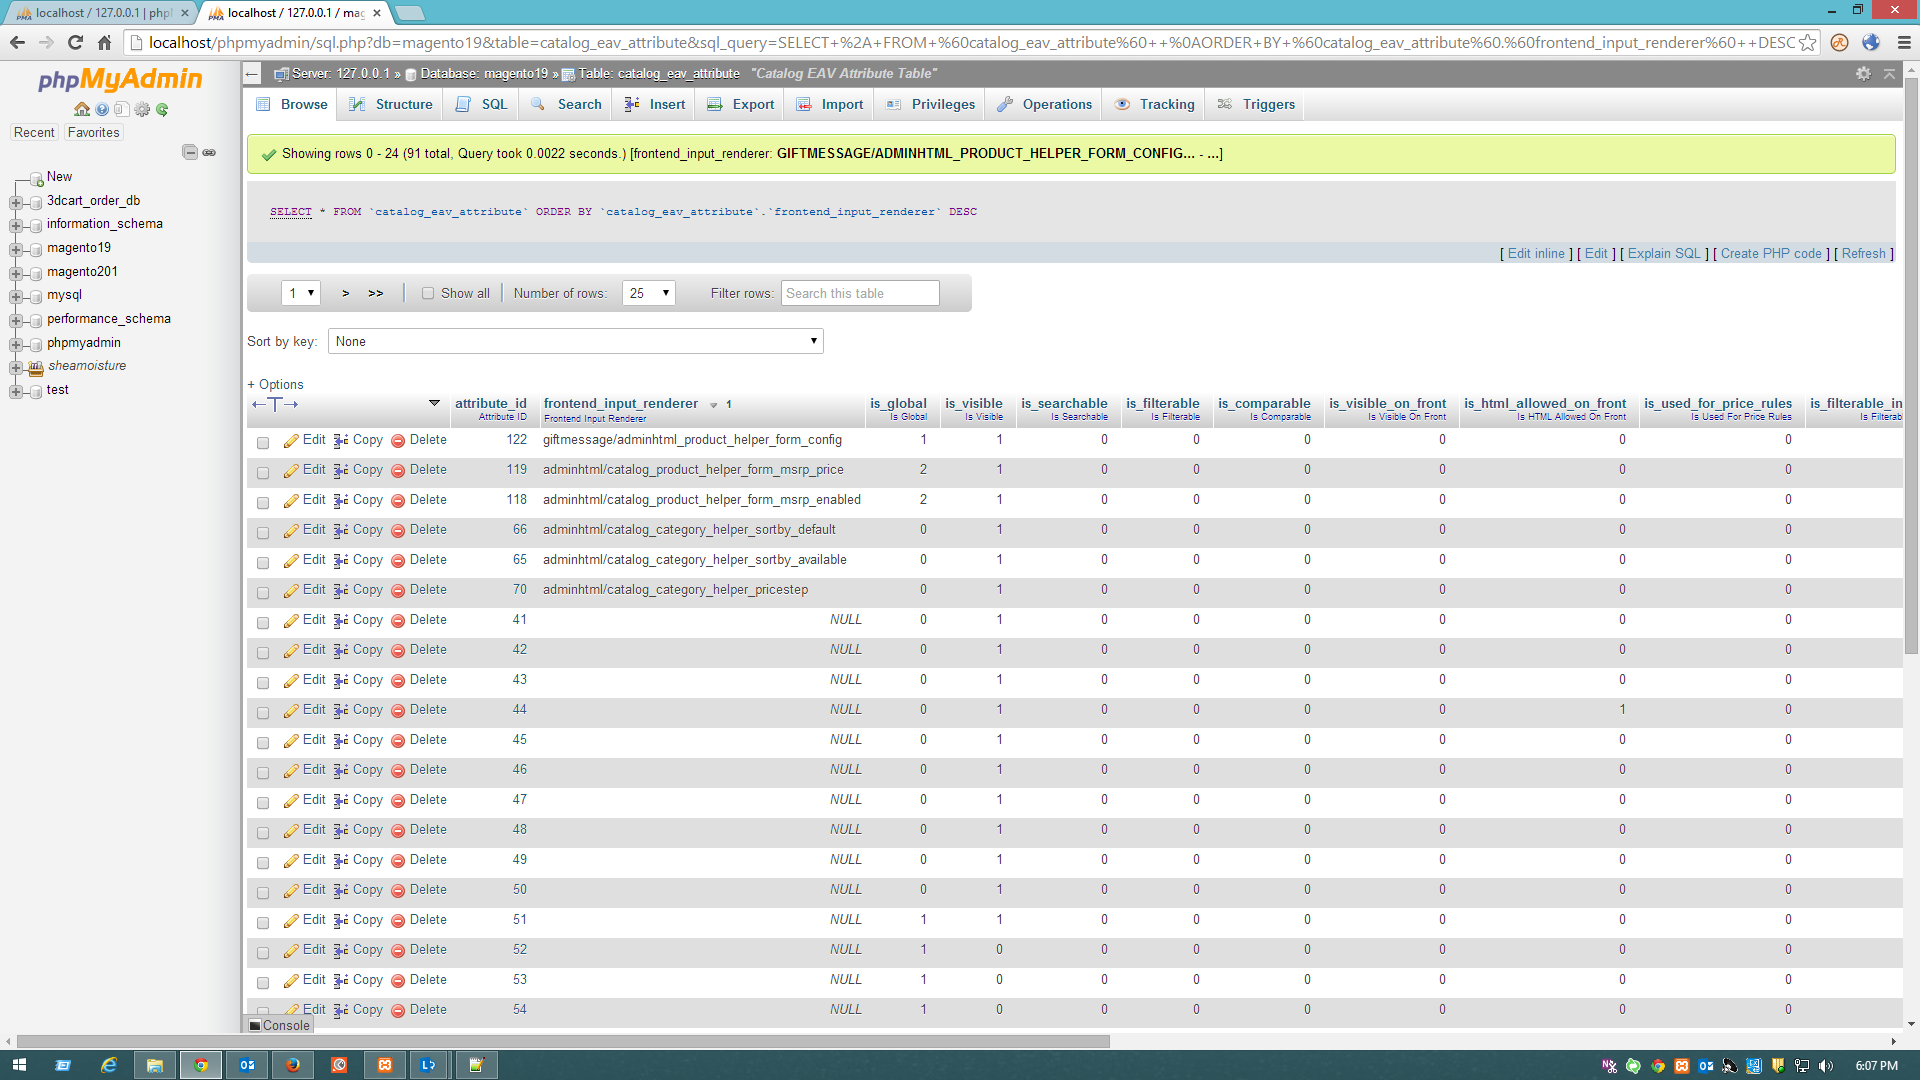 localhost / 127.0.0.1 | phpl
localhost / 127.0.0.1 / mag
localhost/phpmyadmin/sql.php?db=magento19&table=catalog_eav_attribute&sql_query=SELECT+%2A+FROM+%60catalog_eav_attribute%60++%0AORDER+BY+%60catalog_eav_attribute%60.%60frontend_input_renderer%60++DESC
phpMyAdmin
Recent Favorites
New
3dcart_order_db
information_schema
magento19
magento201
mysql
performance_schema
phpmyadmin
sheamoisture
test
Server: 127.0.0.1 » Database: magento19 » Table: catalog_eav_attribute "Catalog EAV Attribute Table"
Browse Structure SQL Search Insert Export Import Privileges Operations Tracking Triggers
Showing rows 0 - 24 (91 total, Query took 0.0022 seconds.) [frontend_input_renderer: GIFTMESSAGE/ADMINHTML_PRODUCT_HELPER_FORM_CONFIG... - ...]
SELECT * FROM `catalog_eav_attribute` ORDER BY `catalog_eav_attribute`.`frontend_input_renderer` DESC
[ Edit inline ] [ Edit ] [ Explain SQL ] [ Create PHP code ] [ Refresh ]
1 > >> Show all Number of rows: 25 Filter rows: Search this table
Sort by key: None
+ Options
←T→ attribute_id frontend_input_renderer 1 is_global is_visible is_searchable is_filterable is_comparable is_visible_on_front is_html_allowed_on_front is_used_for_price_rules is_filterable_in
Attribute ID Frontend Input Renderer Is Global Is Visible Is Searchable Is Filterable Is Comparable Is Visible On Front Is HTML Allowed On Front Is Used For Price Rules Is Filterabl
Edit Copy Delete 122 giftmessage/adminhtml_product_helper_form_config 1 1 0 0 0 0 0 0
Edit Copy Delete 119 adminhtml/catalog_product_helper_form_msrp_price 2 1 0 0 0 0 0 0
Edit Copy Delete 118 adminhtml/catalog_product_helper_form_msrp_enabled 2 1 0 0 0 0 0 0
Edit Copy Delete 66 adminhtml/catalog_category_helper_sortby_default 0 1 0 0 0 0 0 0
Edit Copy Delete 65 adminhtml/catalog_category_helper_sortby_available 0 1 0 0 0 0 0 0
Edit Copy Delete 70 adminhtml/catalog_category_helper_pricestep 0 1 0 0 0 0 0 0
Edit Copy Delete 41 NULL 0 1 0 0 0 0 0 0
Edit Copy Delete 42 NULL 0 1 0 0 0 0 0 0
Edit Copy Delete 43 NULL 0 1 0 0 0 0 0 0
Edit Copy Delete 44 NULL 0 1 0 0 0 0 1 0
Edit Copy Delete 45 NULL 0 1 0 0 0 0 0 0
Edit Copy Delete 46 NULL 0 1 0 0 0 0 0 0
Edit Copy Delete 47 NULL 0 1 0 0 0 0 0 0
Edit Copy Delete 48 NULL 0 1 0 0 0 0 0 0
Edit Copy Delete 49 NULL 0 1 0 0 0 0 0 0
Edit Copy Delete 50 NULL 0 1 0 0 0 0 0 0
Edit Copy Delete 51 NULL 1 1 0 0 0 0 0 0
Edit Copy Delete 52 NULL 1 0 0 0 0 0 0 0
Edit Copy Delete 53 NULL 1 0 0 0 0 0 0 0
Edit Copy Delete 54 NULL 1 0 0 0 0 0 0 0
Console
6:07 PM